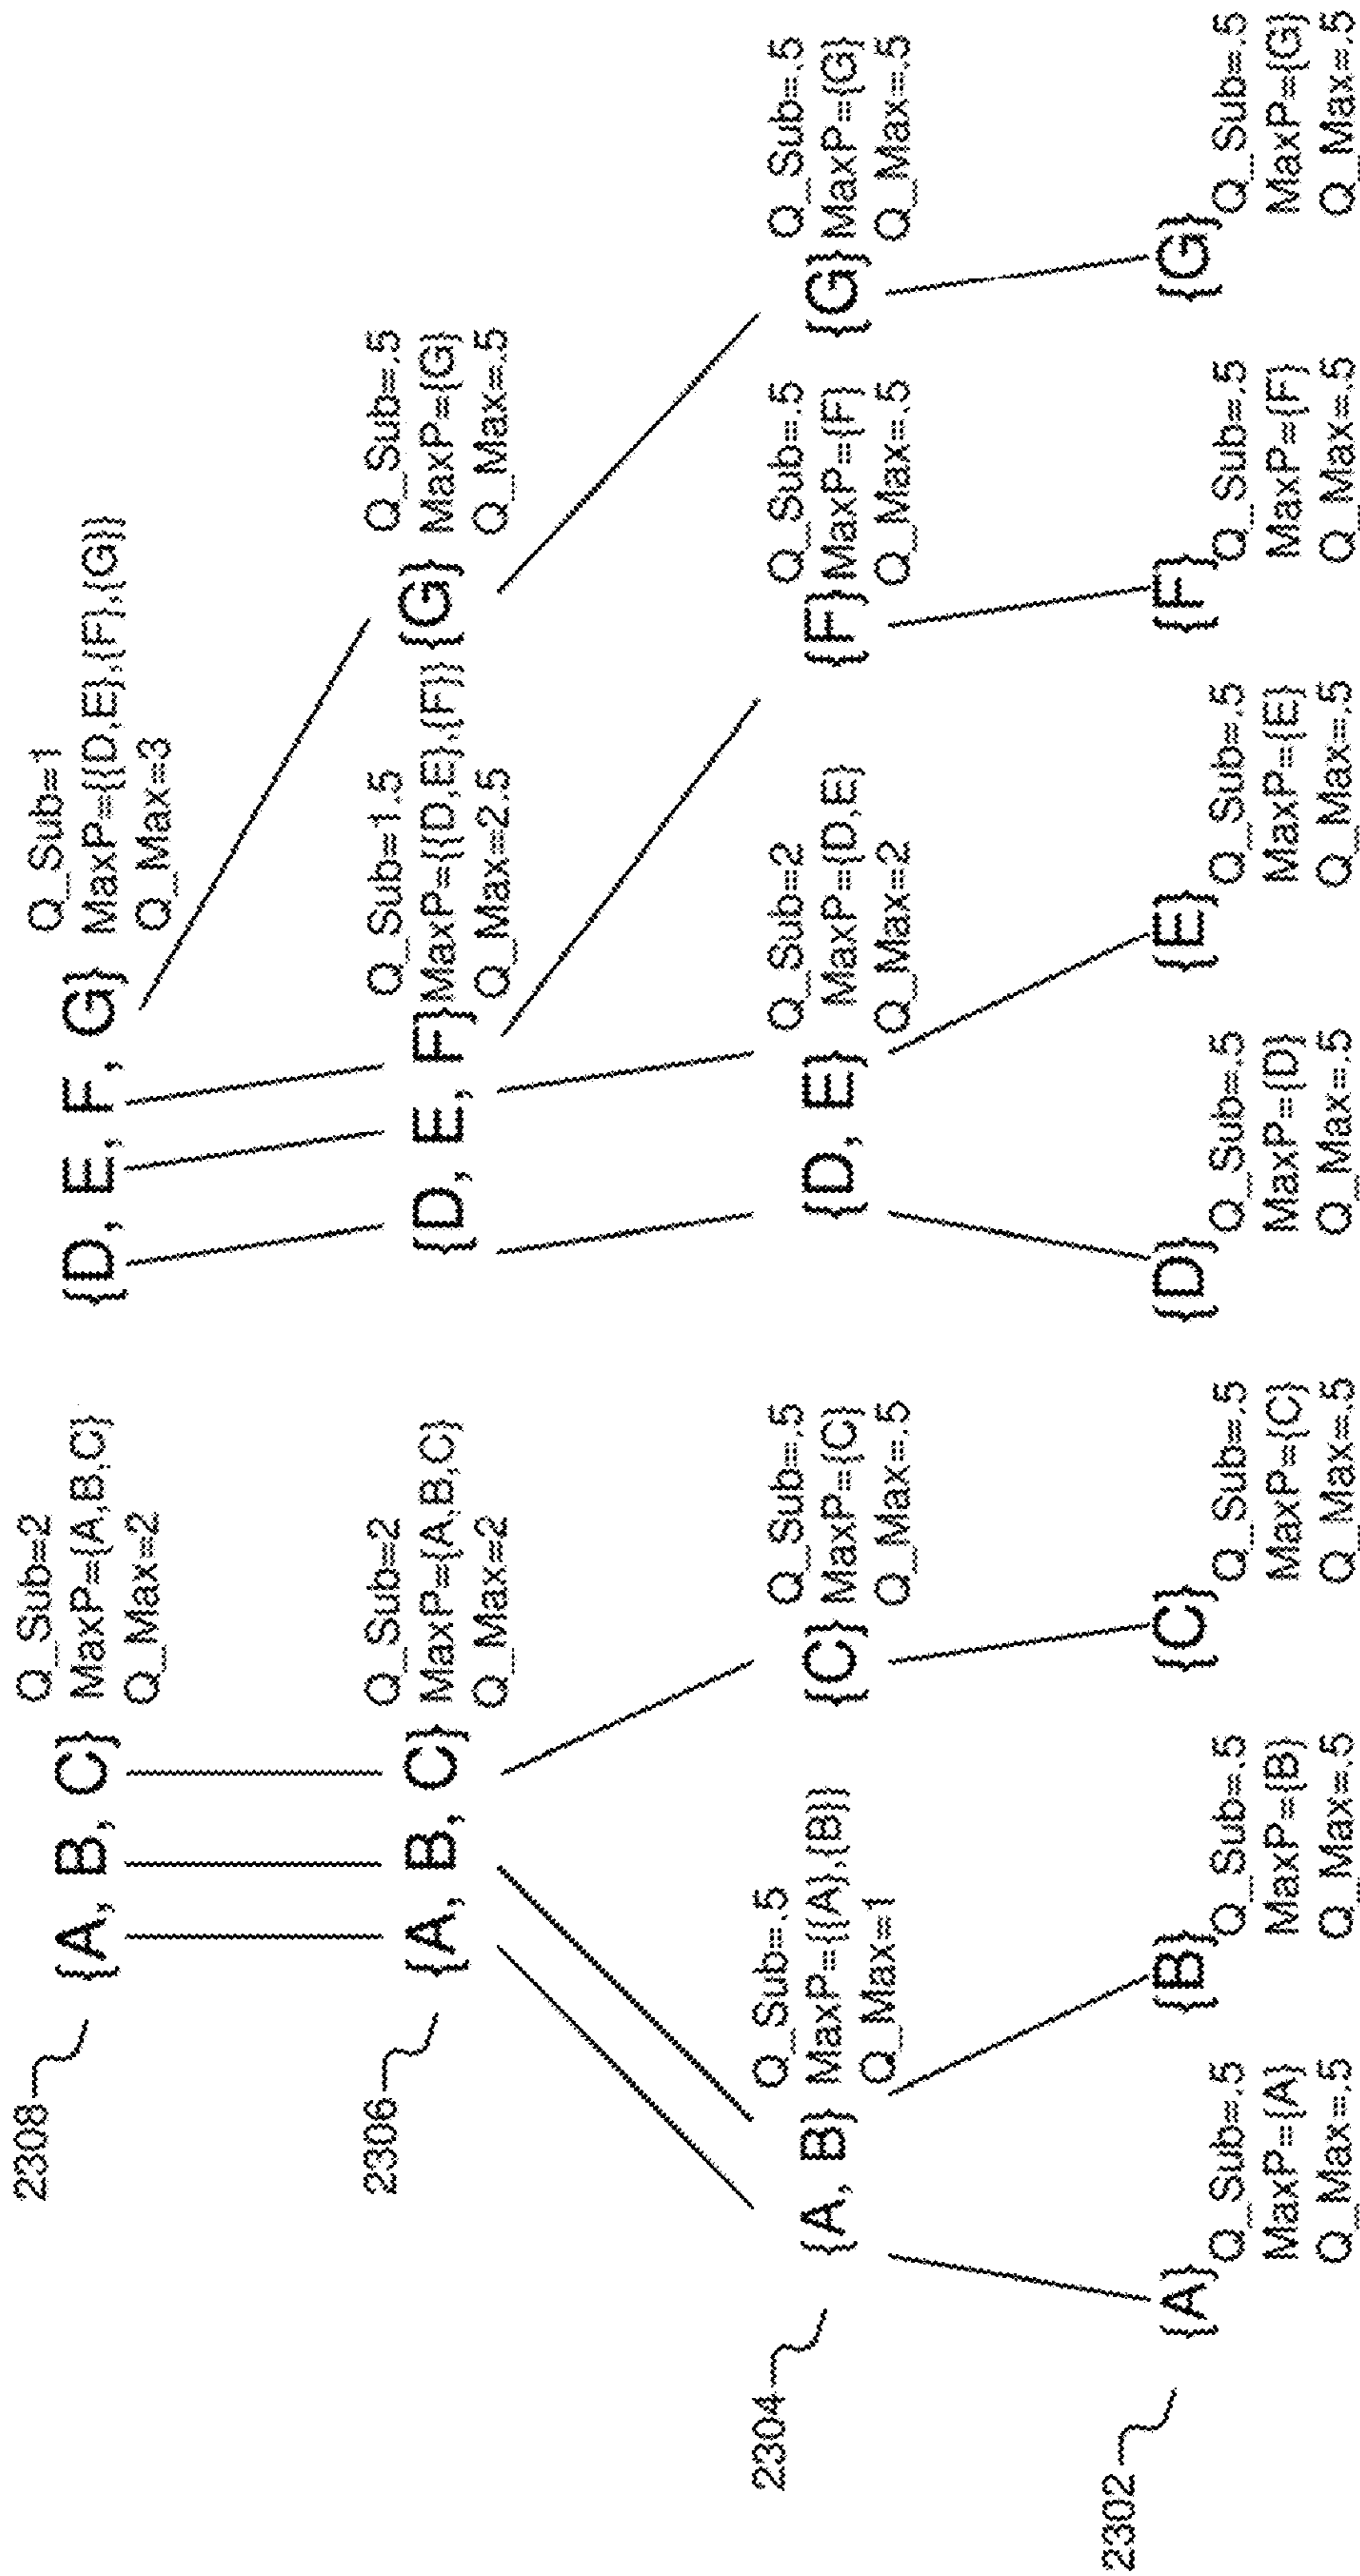 2308
{A, B, C}
Q_Sub=2
MaxP={A,B,C}
Q_Max=2
{D, E, F, G}
Q_Sub=1
MaxP={{D,E},{F},{G}}
Q_Max=3
2306
{A, B, C}
Q_Sub=2
MaxP={A,B,C}
Q_Max=2
{D, E, F}
Q_Sub=1.5
MaxP={{D,E},{F}}
Q_Max=2.5
{G}
Q_Sub=.5
MaxP={G}
Q_Max=.5
2304
{A, B}
Q_Sub=.5
MaxP={{A},{B}}
Q_Max=1
{C}
Q_Sub=.5
MaxP={C}
Q_Max=.5
{D, E}
Q_Sub=2
MaxP={D,E}
Q_Max=2
{F}
Q_Sub=.5
MaxP={F}
Q_Max=.5
{G}
Q_Sub=.5
MaxP={G}
Q_Max=.5
2302
{A}
Q_Sub=.5
MaxP={A}
Q_Max=.5
{B}
Q_Sub=.5
MaxP={B}
Q_Max=.5
{C}
Q_Sub=.5
MaxP={C}
Q_Max=.5
{D}
Q_Sub=.5
MaxP={D}
Q_Max=.5
{E}
Q_Sub=.5
MaxP={E}
Q_Max=.5
{F}
Q_Sub=.5
MaxP={F}
Q_Max=.5
{G}
Q_Sub=.5
MaxP={G}
Q_Max=.5